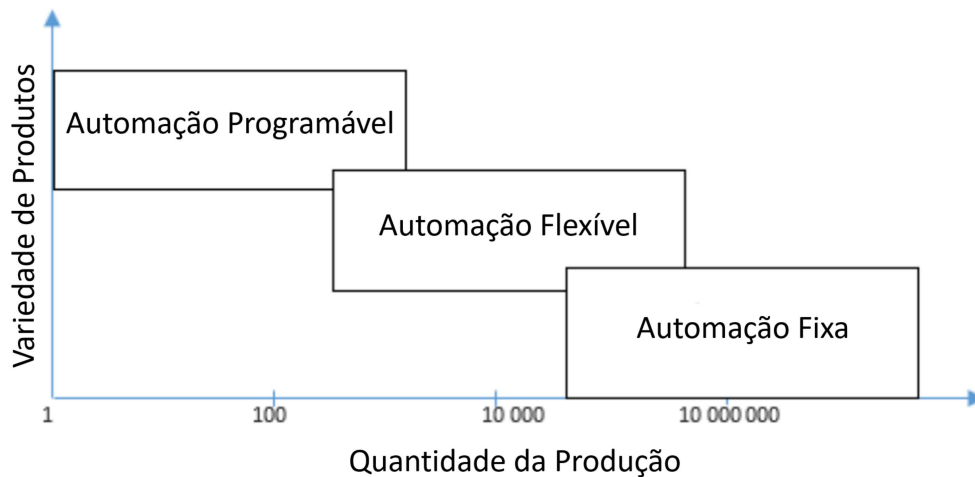 Variedade de Produtos
Automação Programável
Automação Flexível
Automação Fixa
1 100 10 000 10 000 000
Quantidade da Produção